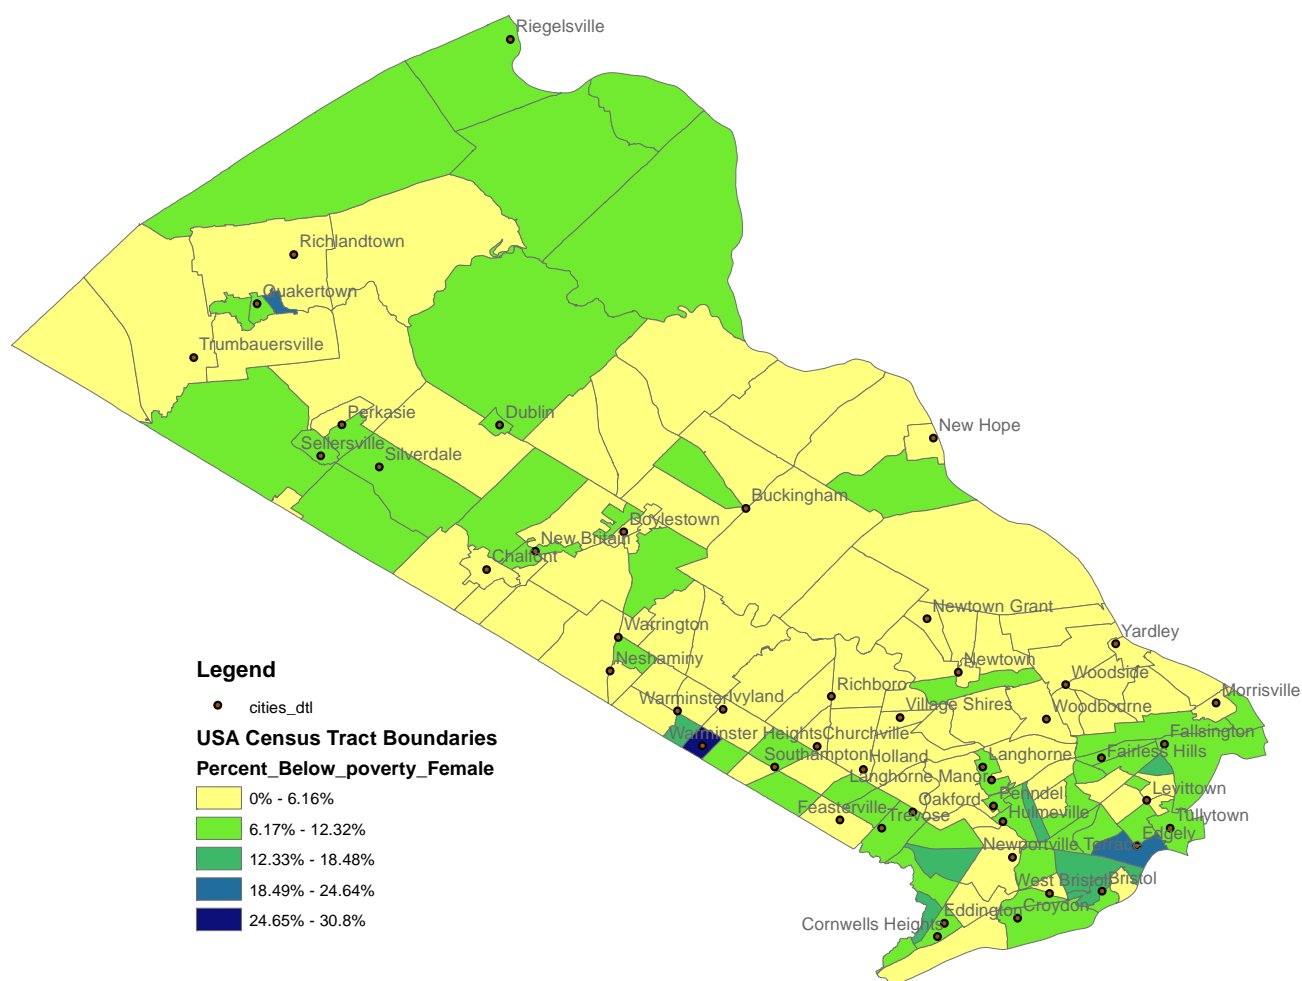 Riegelsville
Richlandtown
Quakertown
Trumbauersville
Perkasie
Dublin
New Hope
Sellersville
Silverdale
Buckingham
Doylestown
New Britain
Chalfont
Newtown Grant
Warrington
Yardley
Neshaminy
Newtown
Woodside
Legend
Richboro
Morrisville
Warminster
Ivyland
Village Shires
Woodbourne
cities_dtl
Warminster Heights
Churchville
Fallsington
USA Census Tract Boundaries
Southampton
Holland
Langhorne
Fairless Hills
Percent_Below_poverty_Female
Langhorne Manor
Penndel
Levittown
0% - 6.16%
Feasterville
Oakford
Trevose
Hulmeville
Tullytown
6.17% - 12.32%
Newportville Terrace
Edgely
12.33% - 18.48%
West Bristol
Bristol
18.49% - 24.64%
Eddington
Croydon
24.65% - 30.8%
Cornwells Heights